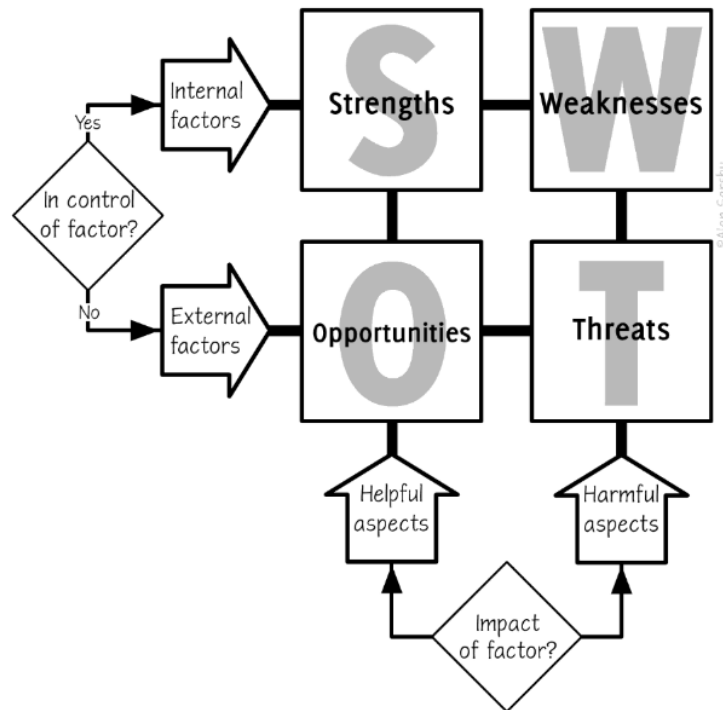 S
W
Internal
factors
Strengths
Weaknesses
Yes
In control
of factor?
No
O
T
External
factors
Opportunities
Threats
Helpful
aspects
Harmful
aspects
Impact
of factor?